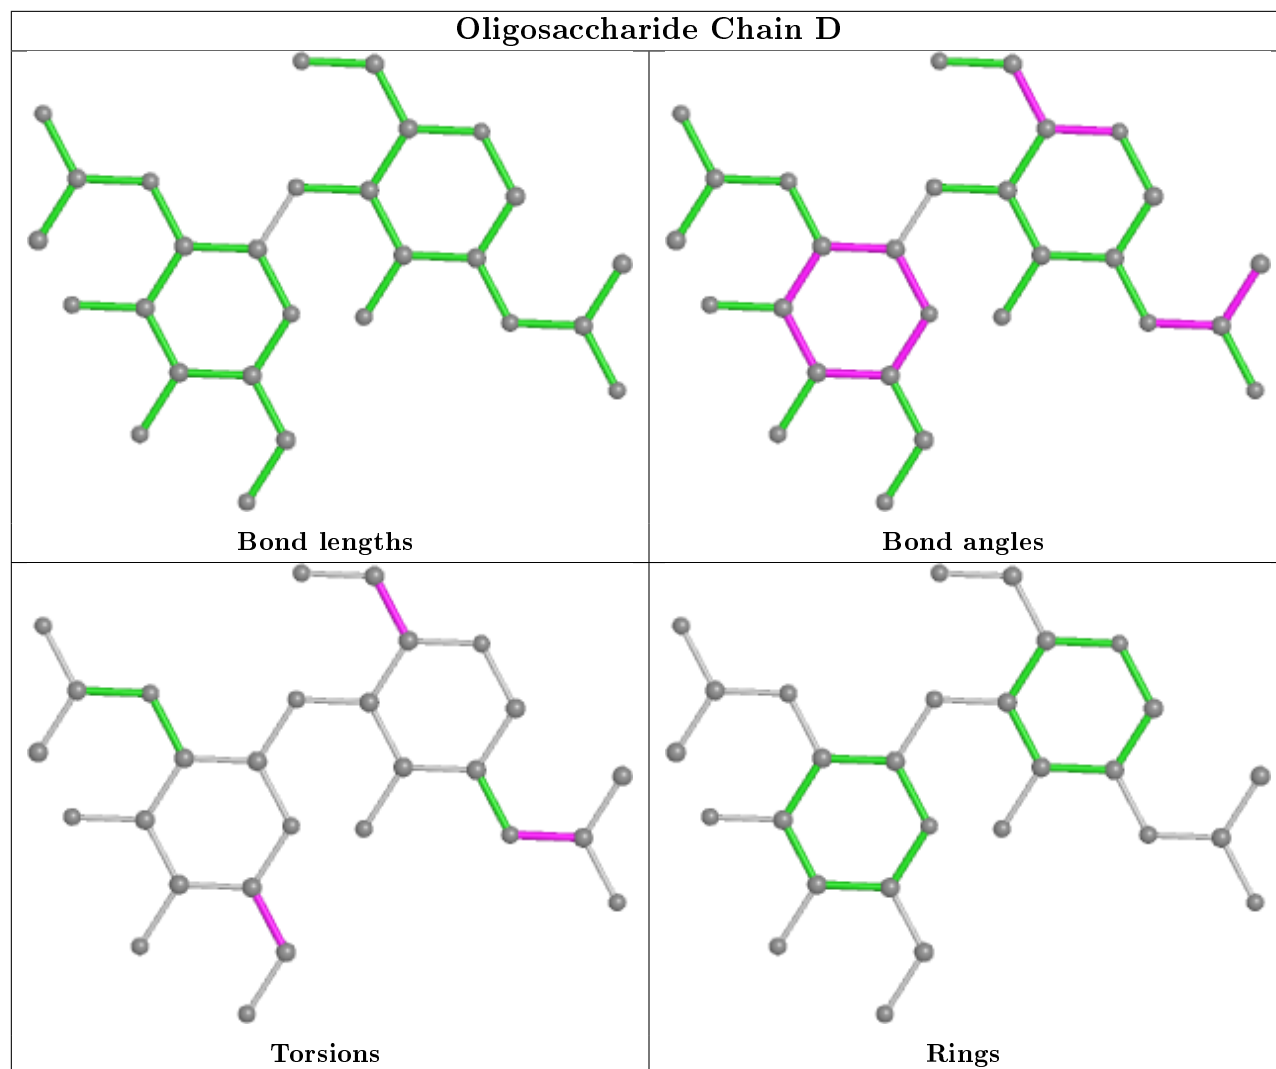 Oligosaccharide Chain D
Bond lengths
Bond angles
Torsions
Rings